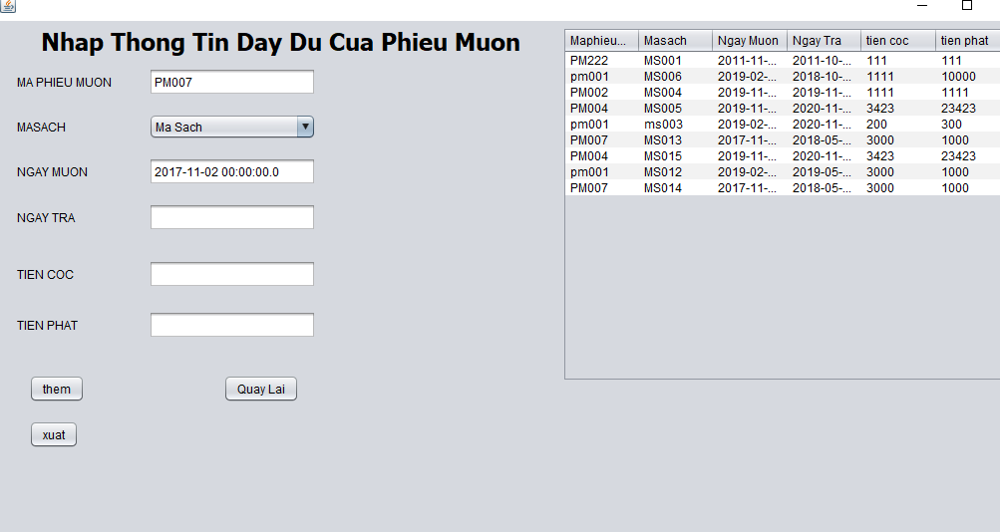 Nhap Thong Tin Day Du Cua Phieu Muon
MA PHIEU MUON PM007
MASACH Ma Sach
NGAY MUON 2017-11-02 00:00:00.0
NGAY TRA
TIEN COC
TIEN PHAT
them Quay Lai
xuat
Maphieu... Masach Ngay Muon Ngay Tra tien coc tien phat
PM222 MS001 2011-11-... 2011-10-... 111 111
pm001 MS006 2019-02-... 2018-10-... 1111 10000
PM002 MS004 2019-11-... 2019-11-... 1111 1111
PM004 MS005 2019-11-... 2020-11-... 3423 23423
pm001 ms003 2019-02-... 2020-11-... 200 300
PM007 MS013 2017-11-... 2018-05-... 3000 1000
PM004 MS015 2019-11-... 2020-11-... 3423 23423
pm001 MS012 2019-02-... 2019-05-... 3000 1000
PM007 MS014 2017-11-... 2018-05-... 3000 1000